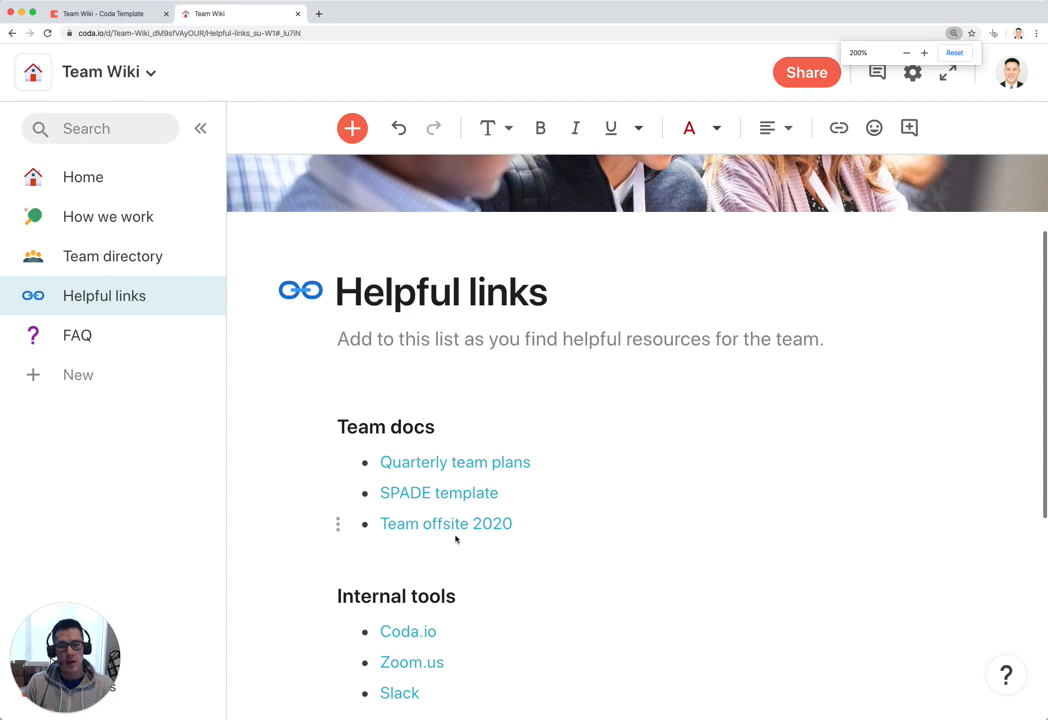 Team Wiki - Coda Template
Team Wiki
coda.io/d/Team-Wiki_dM9sfVAyOUR/Helpful-links_su-W1#_lu7iN
200%
Reset
Team Wiki
Share
Search
T
B
I
U
A
Home
How we work
Team directory
Helpful links
FAQ
New
Helpful links
Add to this list as you find helpful resources for the team.
Team docs
Quarterly team plans
SPADE template
Team offsite 2020
Internal tools
Coda.io
Zoom.us
Slack
?